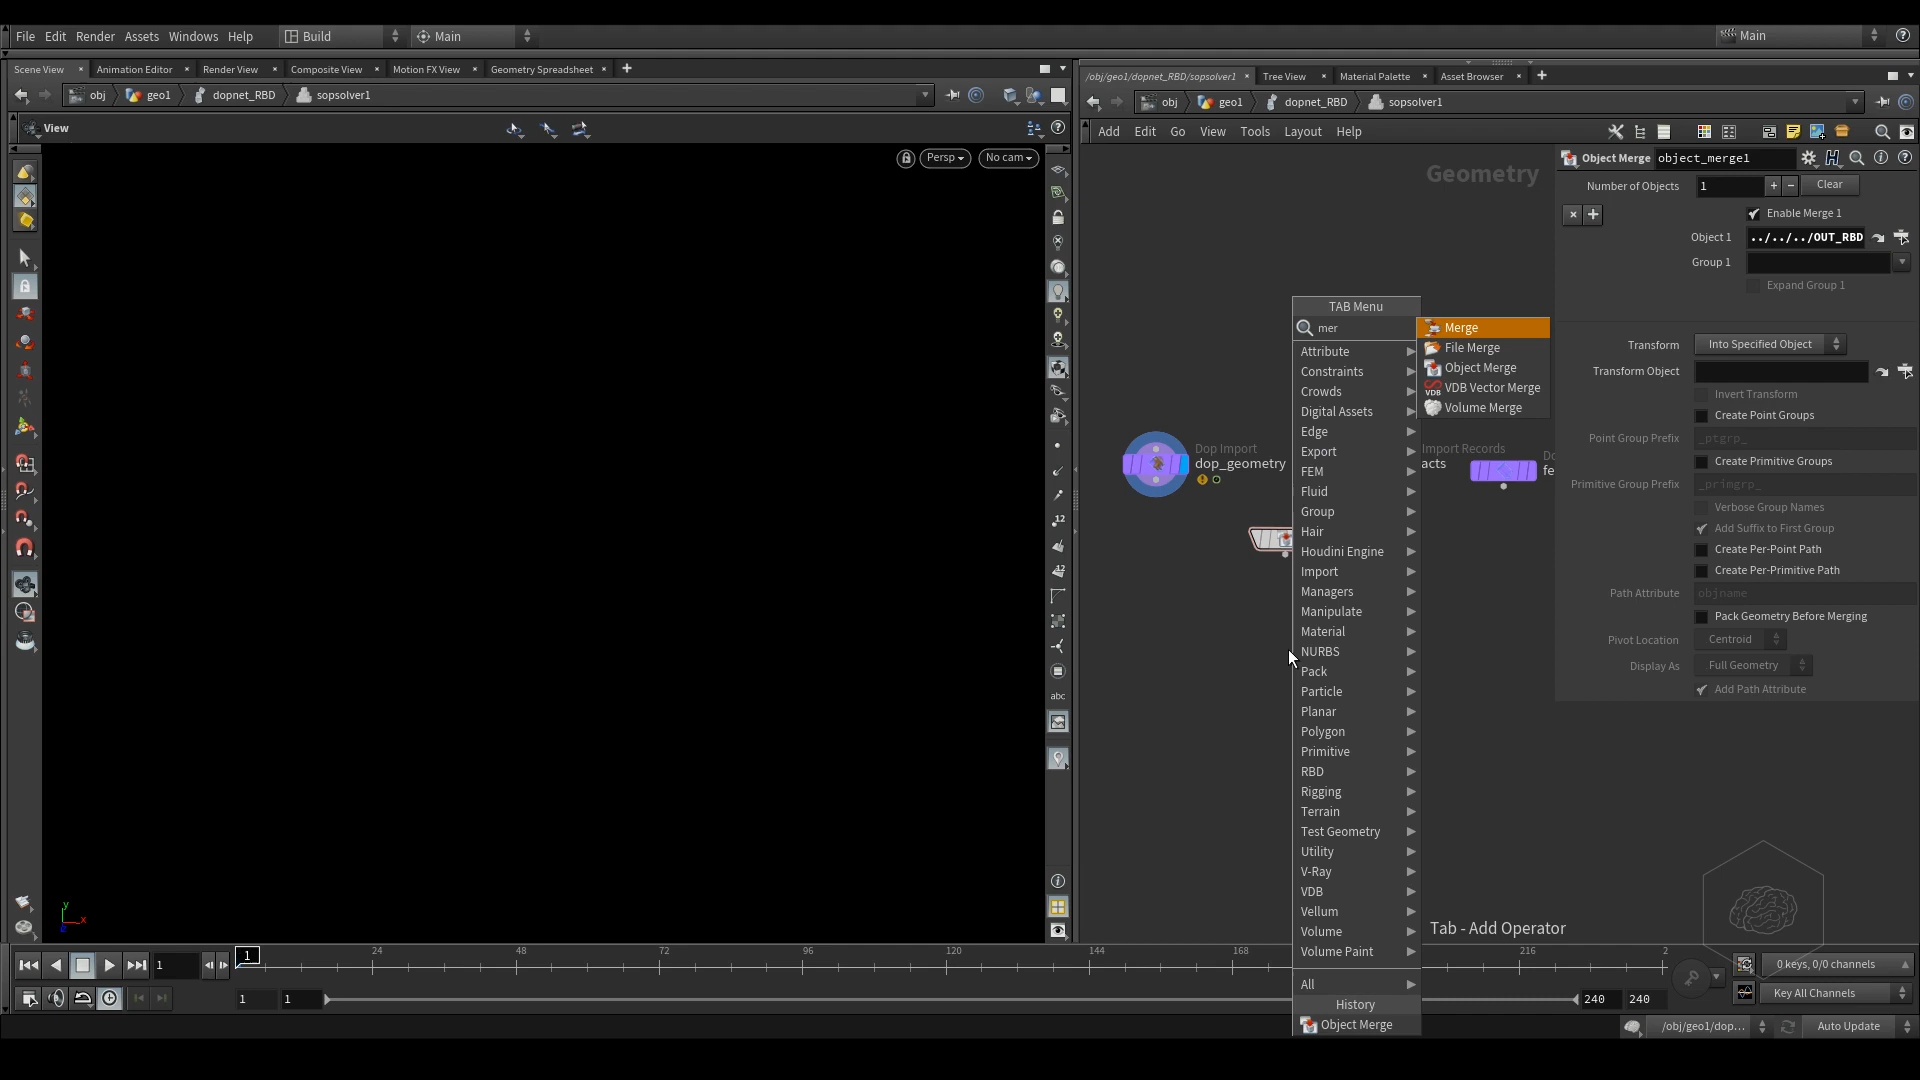 File Edit Render Assets Windows Help Build Main Main
Scene View × Animation Editor × Render View × Composite View × Motion FX View × Geometry Spreadsheet × +
/obj/geo1/dopnet_RBD/sopsolver1 × Tree View × Material Palette × Asset Browser × +
obj geo1 dopnet_RBD sopsolver1
obj geo1 dopnet_RBD sopsolver1
View
Add Edit Go View Tools Layout Help
Persp No cam
Geometry
Object Merge object_merge1
Number of Objects 1 + − Clear
× + Enable Merge 1
Object 1 ../../../OUT_RBD
Group 1
Expand Group 1
Transform Into Specified Object
Transform Object
Invert Transform
Create Point Groups
Point Group Prefix _ptgrp_
Create Primitive Groups
Primitive Group Prefix _primgrp_
Verbose Group Names
Add Suffix to First Group
Create Per-Point Path
Create Per-Primitive Path
Path Attribute objname
Pack Geometry Before Merging
Pivot Location Centroid
Display As Full Geometry
Add Path Attribute
TAB Menu
mer
Merge
File Merge
Object Merge
VDB Vector Merge
Volume Merge
Attribute
Constraints
Crowds
Digital Assets
Edge
Export
FEM
Fluid
Group
Hair
Houdini Engine
Import
Managers
Manipulate
Material
NURBS
Pack
Particle
Planar
Polygon
Primitive
RBD
Rigging
Terrain
Test Geometry
Utility
V-Ray
VDB
Vellum
Volume
Volume Paint
All
History
Object Merge
Dop Import
dop_geometry
Import Records
acts
Do
fe
12
12
abc
y
x
Tab - Add Operator
1 1 24 48 72 96 120 144 168 216 2
0 keys, 0/0 channels
1 1 240 240
Key All Channels
/obj/geo1/dop... Auto Update